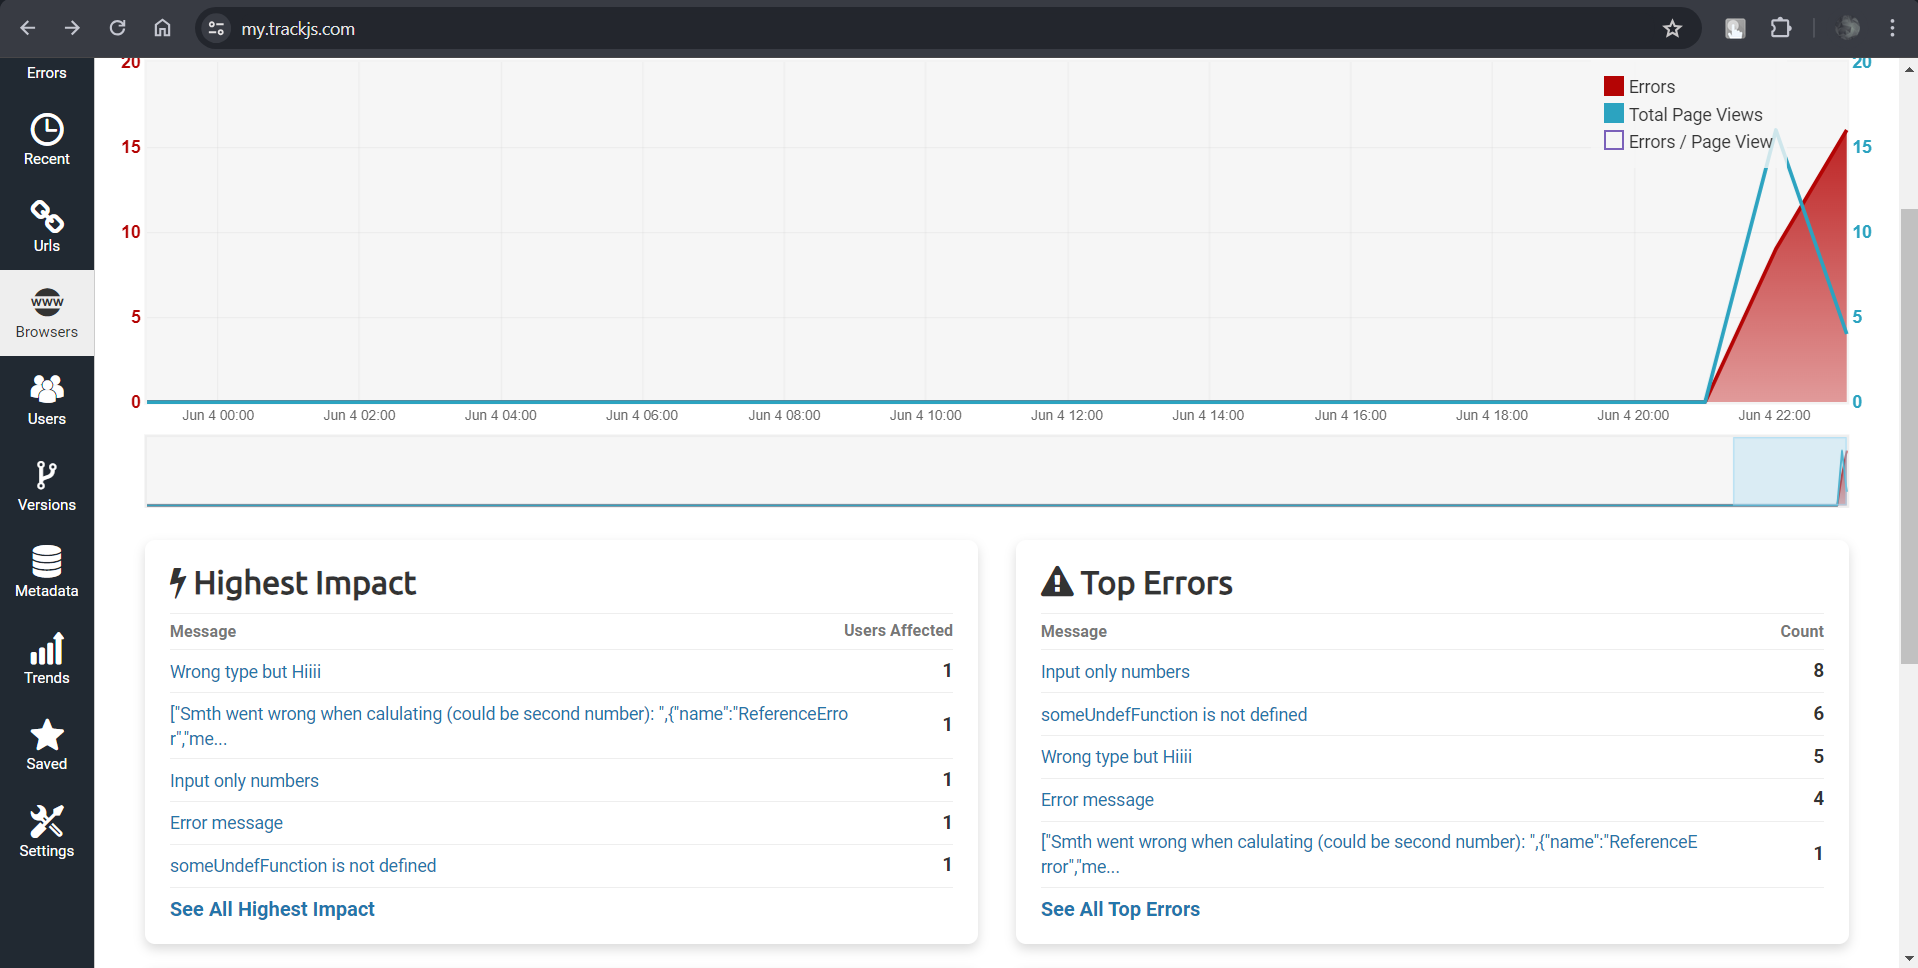 my.trackjs.com
Errors
Recent
Urls
www
Browsers
Users
Versions
Metadata
Trends
Saved
Settings
20
15
10
5
0
Errors
Total Page Views
Errors / Page View
20
15
10
5
0
Jun 4 00:00 Jun 4 02:00 Jun 4 04:00 Jun 4 06:00 Jun 4 08:00 Jun 4 10:00 Jun 4 12:00 Jun 4 14:00 Jun 4 16:00 Jun 4 18:00 Jun 4 20:00 Jun 4 22:00
Highest Impact
Message Users Affected
Wrong type but Hiiii 1
["Smth went wrong when calulating (could be second number): ",{"name":"ReferenceErro
r","me... 1
Input only numbers 1
Error message 1
someUndefFunction is not defined 1
See All Highest Impact
Top Errors
Message Count
Input only numbers 8
someUndefFunction is not defined 6
Wrong type but Hiiii 5
Error message 4
["Smth went wrong when calulating (could be second number): ",{"name":"ReferenceE
rror","me... 1
See All Top Errors